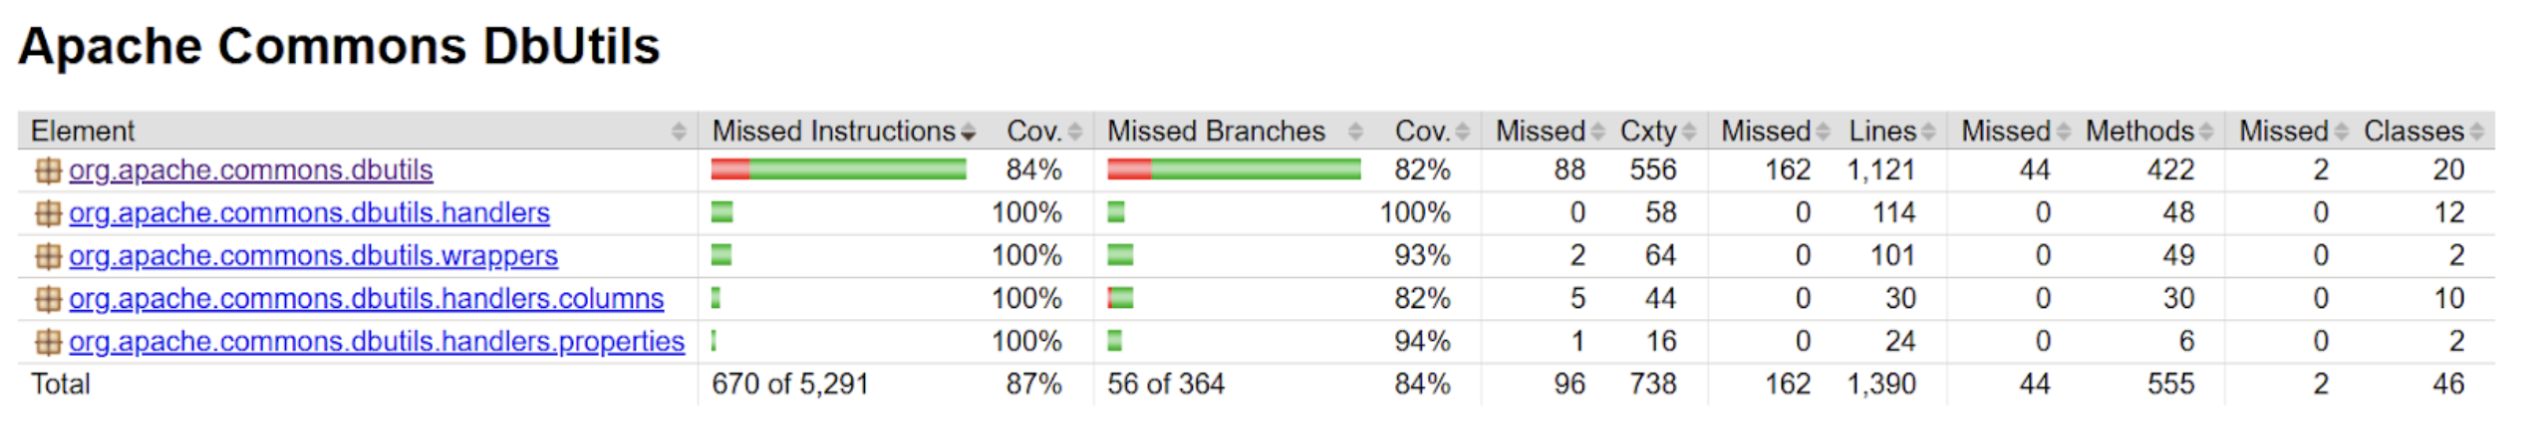 Apache Commons DbUtils
Element Missed Instructions Cov. Missed Branches Cov. Missed Cxty Missed Lines Missed Methods Missed Classes
org.apache.commons.dbutils 84% 82% 88 556 162 1,121 44 422 2 20
org.apache.commons.dbutils.handlers 100% 100% 0 58 0 114 0 48 0 12
org.apache.commons.dbutils.wrappers 100% 93% 2 64 0 101 0 49 0 2
org.apache.commons.dbutils.handlers.columns 100% 82% 5 44 0 30 0 30 0 10
org.apache.commons.dbutils.handlers.properties 100% 94% 1 16 0 24 0 6 0 2
Total 670 of 5,291 87% 56 of 364 84% 96 738 162 1,390 44 555 2 46